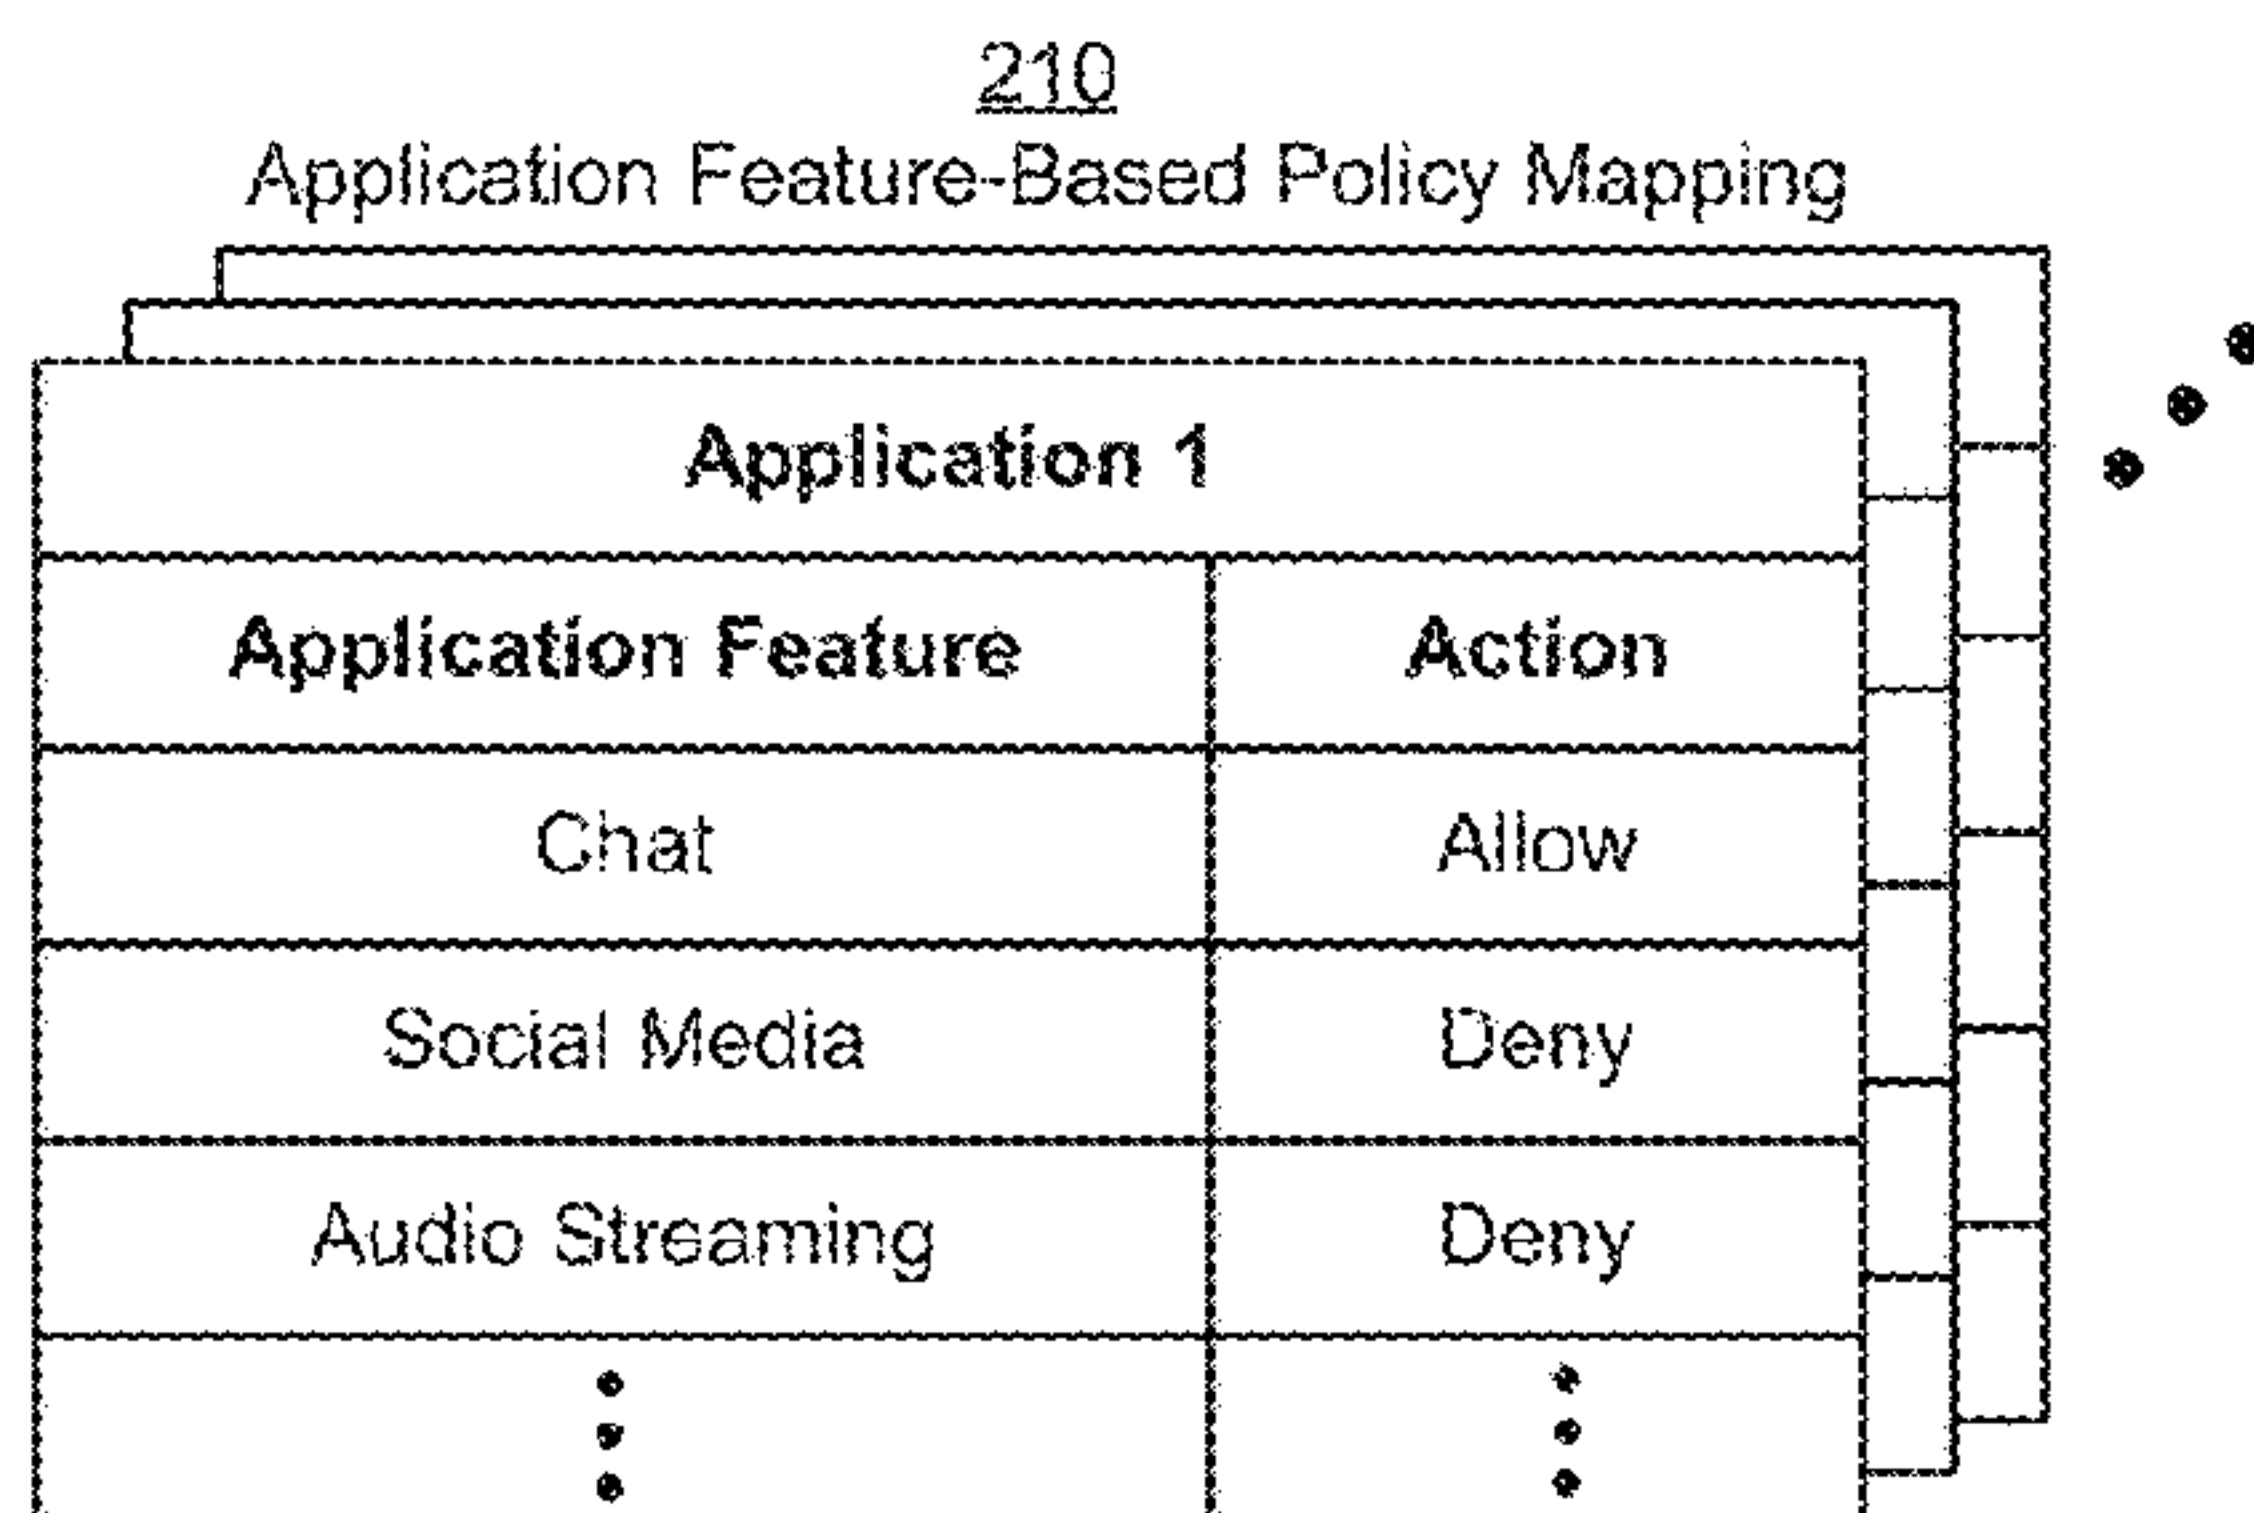 210
Application Feature-Based Policy Mapping
Application 1
Application Feature Action
Chat Allow
Social Media Deny
Audio Streaming Deny